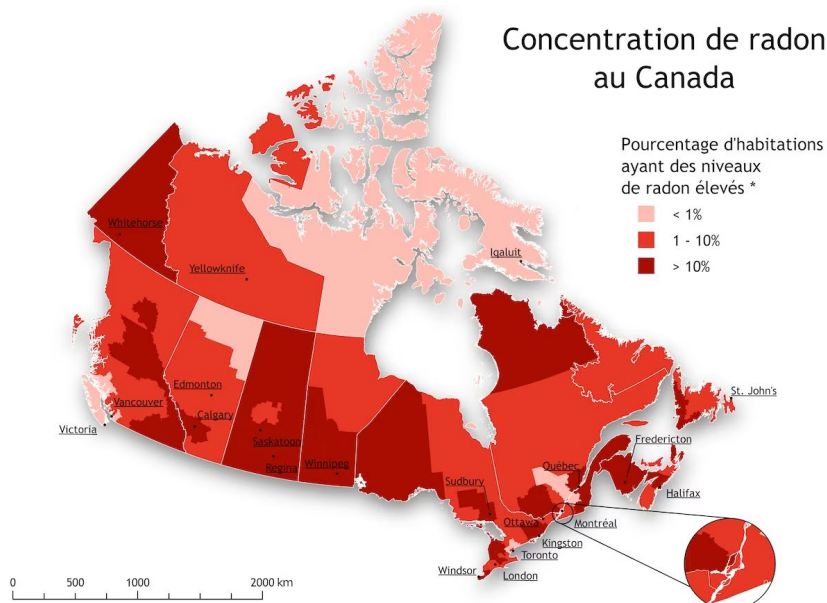 Concentration de radon
au Canada
Pourcentage d'habitations
ayant des niveaux
de radon élevés *
< 1%
1 - 10%
> 10%
Whitehorse
Iqaluit
Yellowknife
Edmonton
St. John's
Vancouver
Calgary
Victoria
Saskatoon
Fredericton
Regina
Winnipeg
Québec
Sudbury
Halifax
Ottawa
Montréal
Kingston
Toronto
Windsor
London
0 500 1000 2000 km